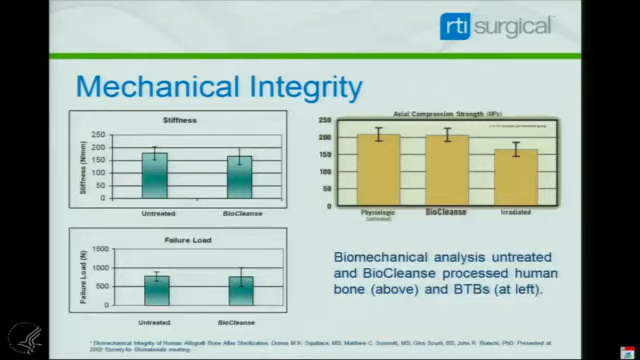 rti surgical
Mechanical Integrity
Stiffness
Stiffness (N/mm)
250
200
150
100
50
0
Untreated
BioCleanse
Failure Load
Failure Load (N)
1500
1000
500
0
Untreated
BioCleanse
Axial Compression Strength (MPa)
250
200
150
100
50
0
Physiologic
(untreated)
BioCleanse
Irradiated
Biomechanical analysis untreated
and BioCleanse processed human
bone (above) and BTBs (at left).
Biomechanical Integrity of Human Allograft Bone After Sterilization. Donna M.K. Squillace, MS; Matthew C. Summitt, MS; Gina Scurti, BS; John R. Bianchi, PhD; Presented at
2002 Society for Biomaterials meeting.